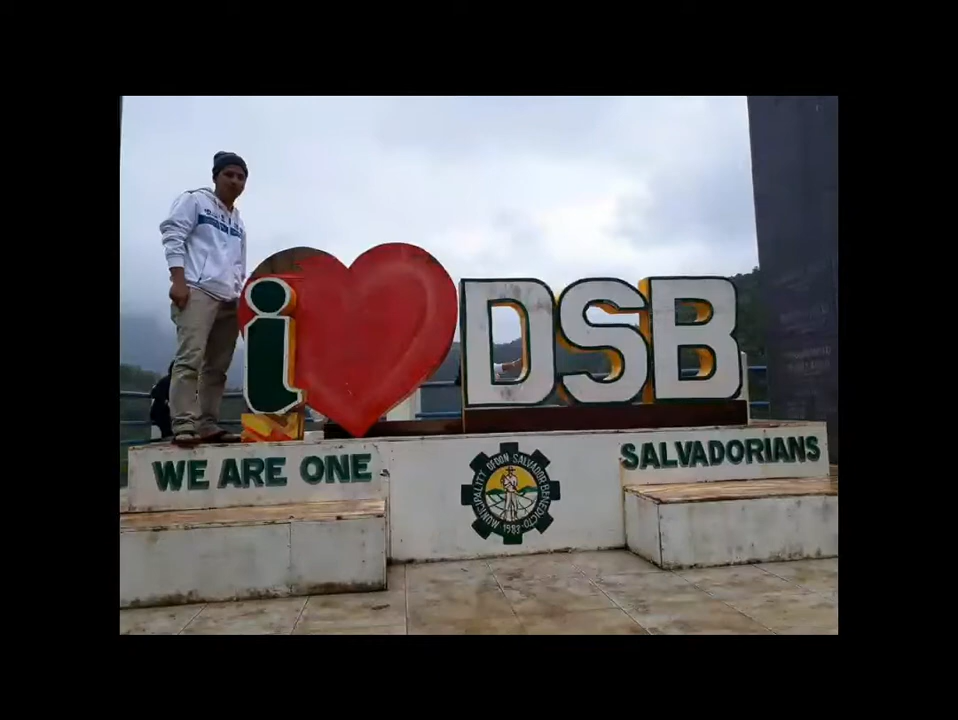 i DSB
WE ARE ONE
SALVADORIANS
MUNICIPALITY OF DON SALVADOR BENEDICTO
1983